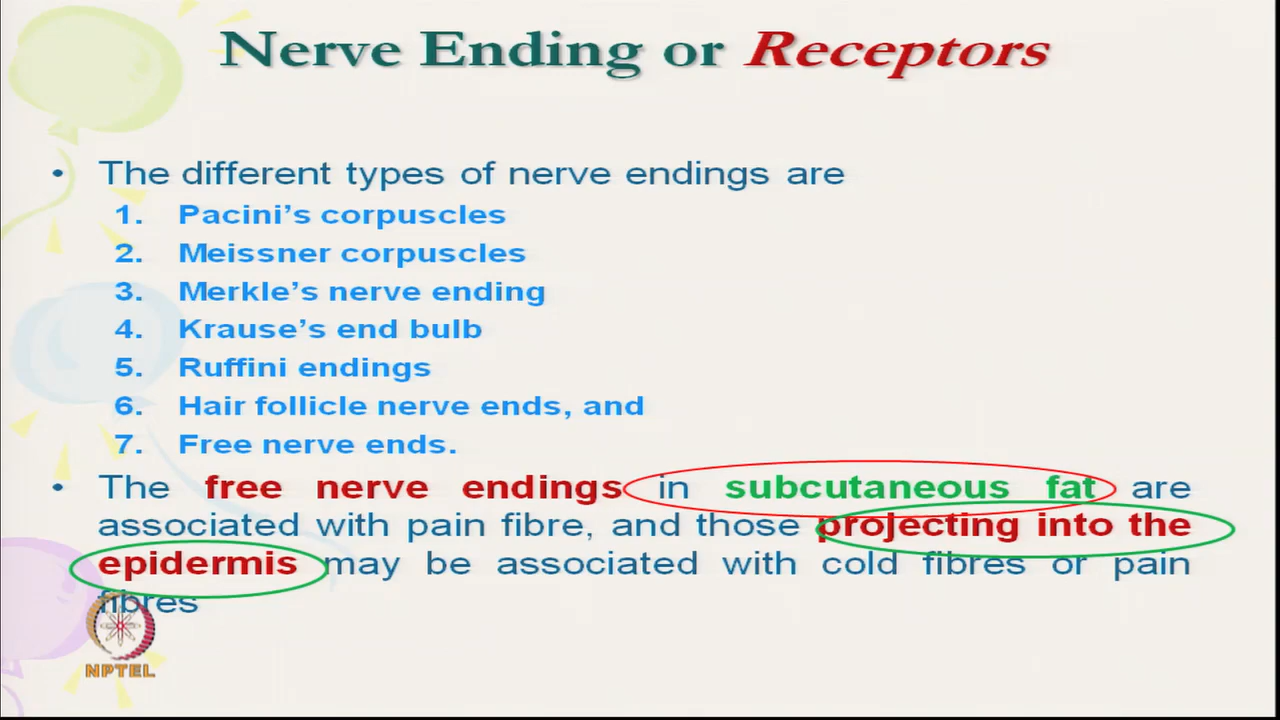 Nerve Ending or Receptors
• The different types of nerve endings are
1. Pacini’s corpuscles
2. Meissner corpuscles
3. Merkle’s nerve ending
4. Krause’s end bulb
5. Ruffini endings
6. Hair follicle nerve ends, and
7. Free nerve ends.
• The free nerve endings in subcutaneous fat are
associated with pain fibre, and those projecting into the
epidermis may be associated with cold fibres or pain
fibres
NPTEL